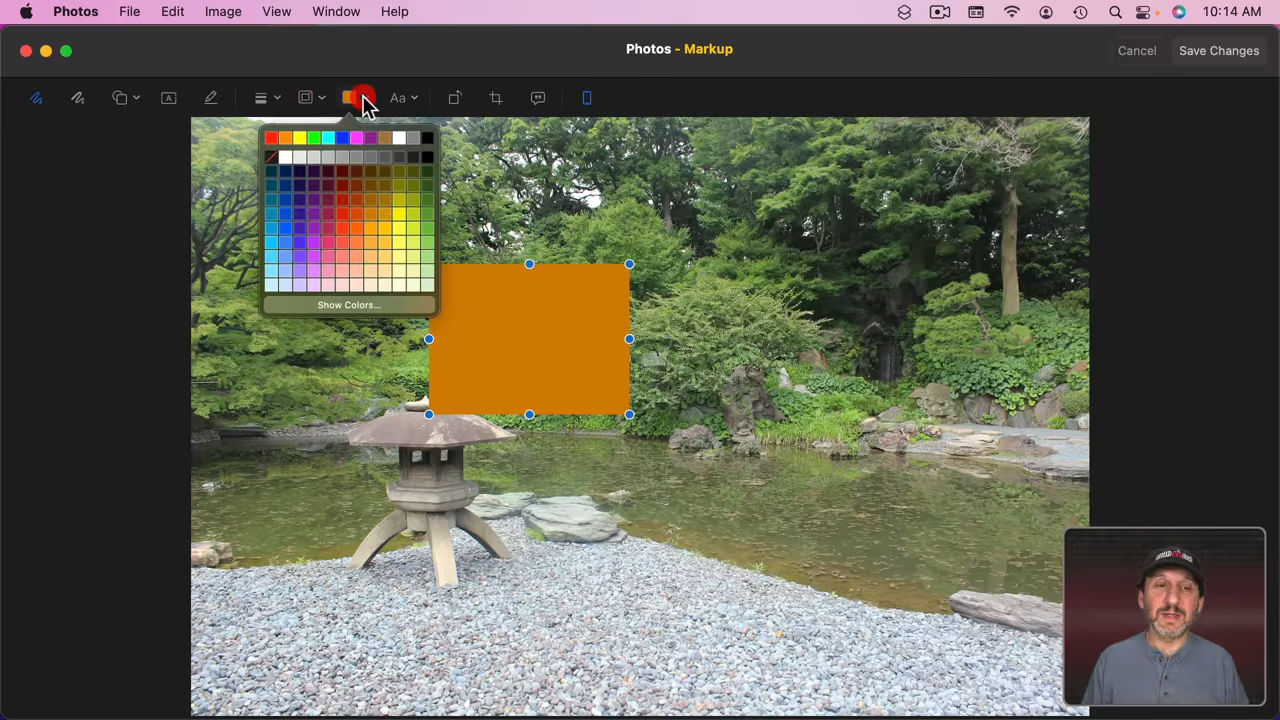 Photos File Edit Image View Window Help 10:14 AM
Photos - Markup
Cancel Save Changes
A Aa
Show Colors...